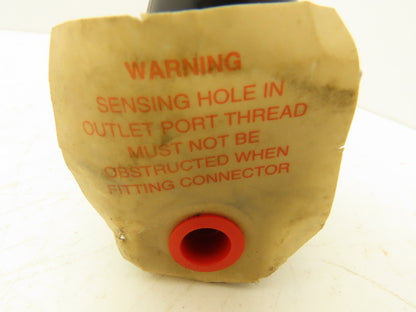 WARNING
SENSING HOLE IN
OUTLET PORT THREAD
MUST NOT BE
OBSTRUCTED WHEN
FITTING CONNECTOR